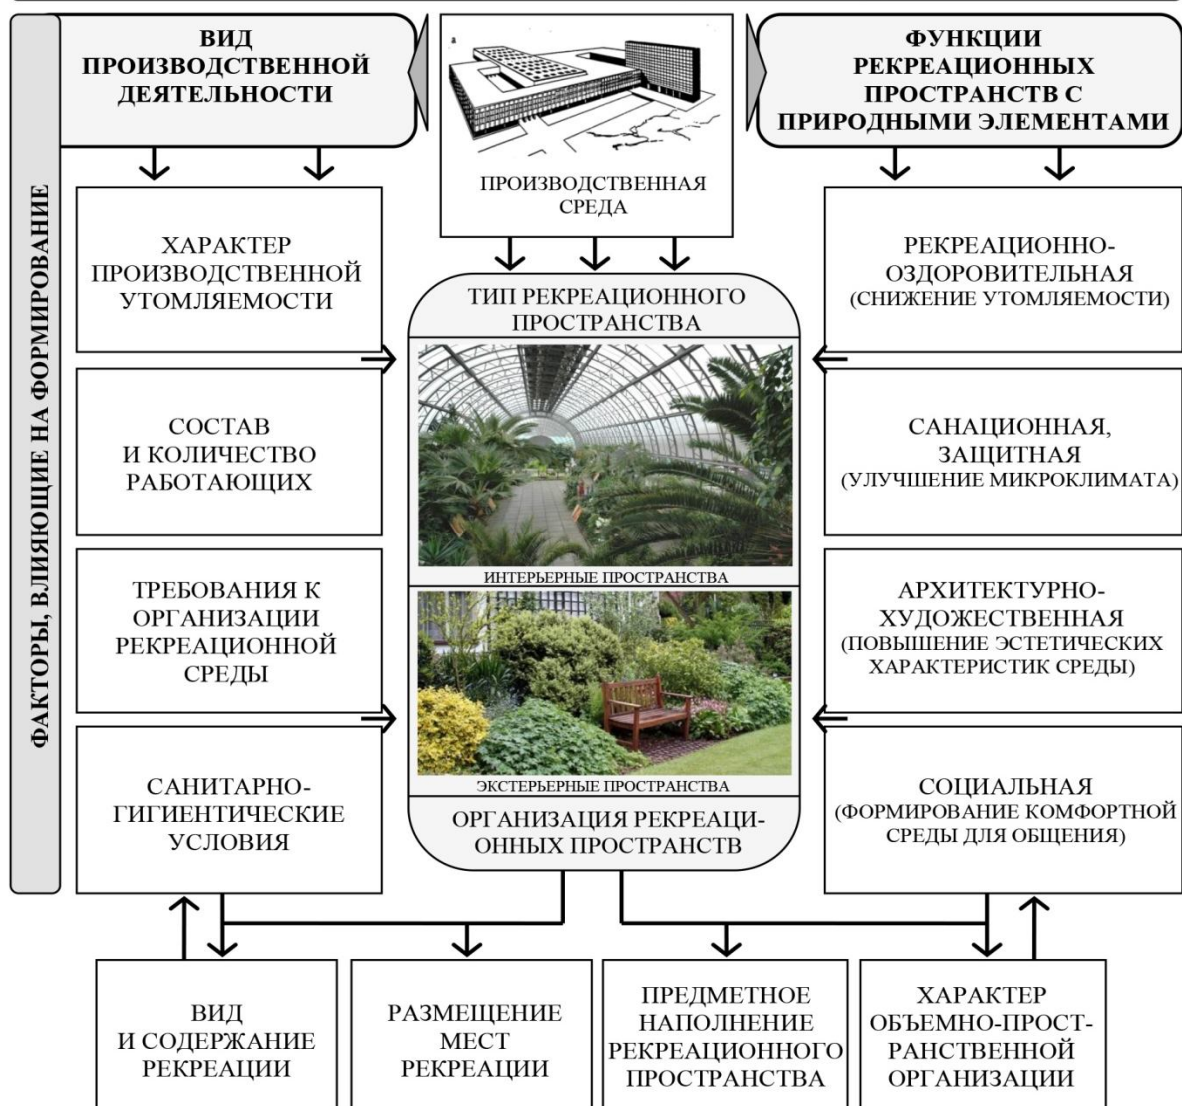 ВИД
ПРОИЗВОДСТВЕННОЙ
ДЕЯТЕЛЬНОСТИ
ПРОИЗВОДСТВЕННАЯ
СРЕДА
ФУНКЦИИ
РЕКРЕАЦИОННЫХ
ПРОСТРАНСТВ С
ПРИРОДНЫМИ ЭЛЕМЕНТАМИ
ФАКТОРЫ, ВЛИЯЮЩИЕ НА ФОРМИРОВАНИЕ
ХАРАКТЕР
ПРОИЗВОДСТВЕННОЙ
УТОМЛЯЕМОСТИ
СОСТАВ
И КОЛИЧЕСТВО
РАБОТАЮЩИХ
ТРЕБОВАНИЯ К
ОРГАНИЗАЦИИ
РЕКРЕАЦИОННОЙ
СРЕДЫ
САНИТАРНО-
ГИГИЕНТИЧЕСКИЕ
УСЛОВИЯ
ТИП РЕКРЕАЦИОННОГО
ПРОСТРАНСТВА
ИНТЕРЬЕРНЫЕ ПРОСТРАНСТВА
ЭКСТЕРЬЕРНЫЕ ПРОСТРАНСТВА
ОРГАНИЗАЦИЯ РЕКРЕАЦИ-
ОННЫХ ПРОСТРАНСТВ
РЕКРЕАЦИОННО-
ОЗДОРОВИТЕЛЬНАЯ
(СНИЖЕНИЕ УТОМЛЯЕМОСТИ)
САНАЦИОННАЯ,
ЗАЩИТНАЯ
(УЛУЧШЕНИЕ МИКРОКЛИМАТА)
АРХИТЕКТУРНО-
ХУДОЖЕСТВЕННАЯ
(ПОВЫШЕНИЕ ЭСТЕТИЧЕСКИХ
ХАРАКТЕРИСТИК СРЕДЫ)
СОЦИАЛЬНАЯ
(ФОРМИРОВАНИЕ КОМФОРТНОЙ
СРЕДЫ ДЛЯ ОБЩЕНИЯ)
ВИД
И СОДЕРЖАНИЕ
РЕКРЕАЦИИ
РАЗМЕЩЕНИЕ
МЕСТ
РЕКРЕАЦИИ
ПРЕДМЕТНОЕ
НАПОЛНЕНИЕ
РЕКРЕАЦИОННОГО
ПРОСТРАНСТВА
ХАРАКТЕР
ОБЪЕМНО-ПРОСТ-
РАНСТВЕННОЙ
ОРГАНИЗАЦИИ